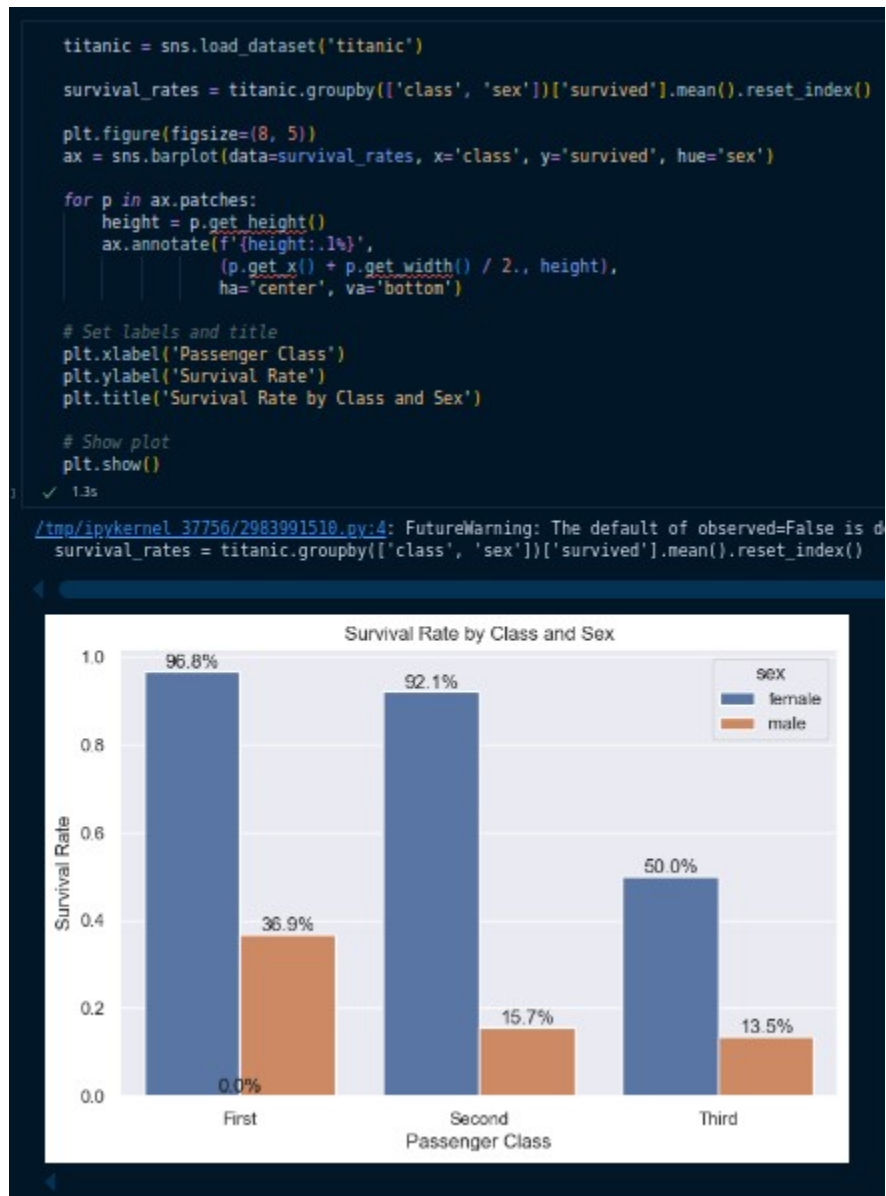 titanic = sns.load_dataset('titanic')
survival_rates = titanic.groupby(['class', 'sex'])['survived'].mean().reset_index()
plt.figure(figsize=(8, 5))
ax = sns.barplot(data=survival_rates, x='class', y='survived', hue='sex')
for p in ax.patches:
    height = p.get_height()
    ax.annotate(f'{height:.1%}',
                (p.get_x() + p.get_width() / 2., height),
                ha='center', va='bottom')
# Set labels and title
plt.xlabel('Passenger Class')
plt.ylabel('Survival Rate')
plt.title('Survival Rate by Class and Sex')
# Show plot
plt.show()
1.3s
/tmp/ipykernel_37756/2983991510.py:4: FutureWarning: The default of observed=False is d
  survival_rates = titanic.groupby(['class', 'sex'])['survived'].mean().reset_index()
Survival Rate by Class and Sex
1.0
96.8%
92.1%
sex
female
male
0.8
Survival Rate
0.6
50.0%
0.4
36.9%
0.2
15.7%
13.5%
0.0
0.0%
First
Second
Third
Passenger Class